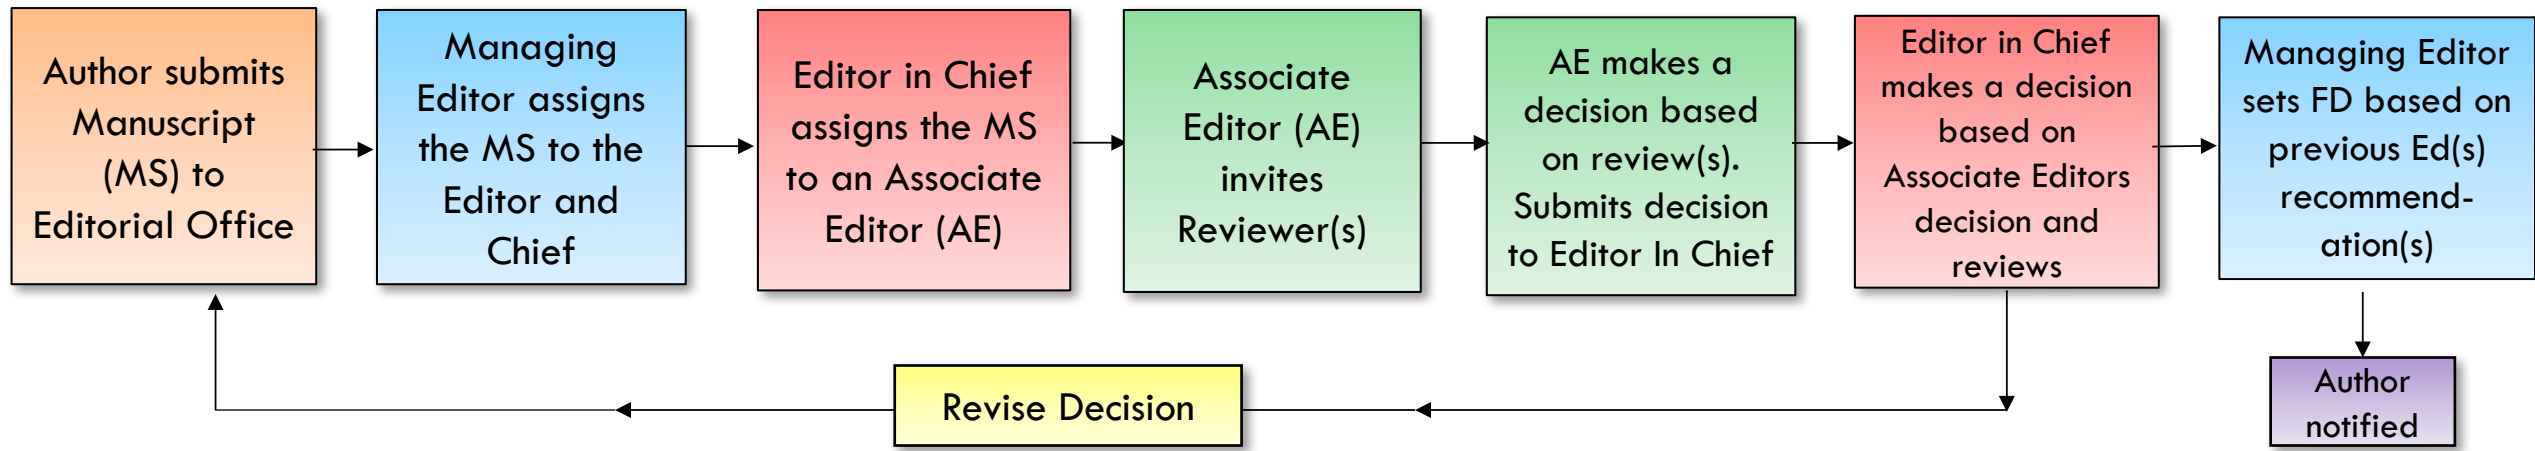 Author submits
Manuscript
(MS) to
Editorial Office
Managing
Editor assigns
the MS to the
Editor and
Chief
Editor in Chief
assigns the MS
to an Associate
Editor (AE)
Associate
Editor (AE)
invites
Reviewer(s)
AE makes a
decision based
on review(s).
Submits decision
to Editor In Chief
Editor in Chief
makes a decision
based on
Associate Editors
decision and
reviews
Managing Editor
sets FD based on
previous Ed(s)
recommend-
ation(s)
Revise Decision
Author
notified